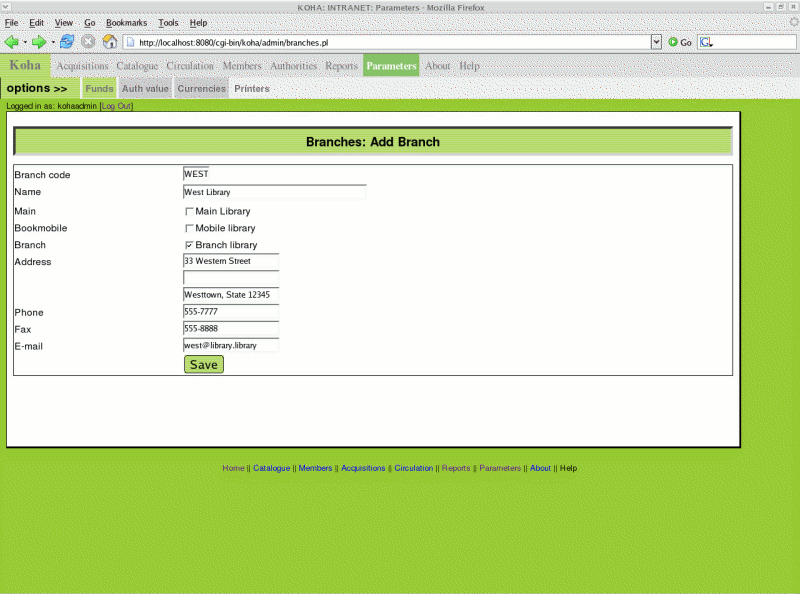 KOHA: INTRANET: Parameters - Mozilla Firefox
File Edit View Go Bookmarks Tools Help
http://localhost:8080/cgi-bin/koha/admin/branches.pl Go G
Koha Acquisitions Catalogue Circulation Members Authorities Reports Parameters About Help
options >> Funds Auth value Currencies Printers
Logged in as: kohaadmin [Log Out]
Branches: Add Branch
Branch code WEST
Name West Library
Main Main Library
Bookmobile Mobile library
Branch Branch library
Address 33 Western Street
Westtown, State 12345
Phone 555-7777
Fax 555-8888
E-mail west@library.library
Save
Home || Catalogue || Members || Acquisitions || Circulation || Reports || Parameters || About || Help